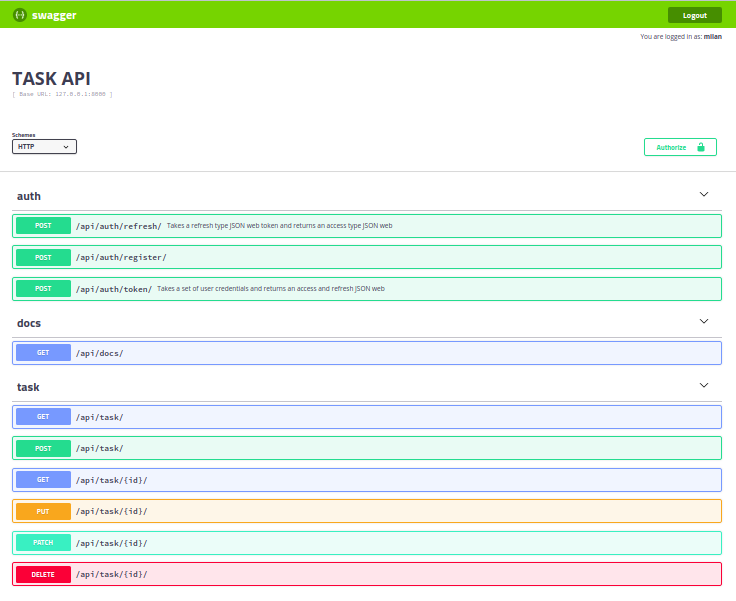 swagger
Logout
You are logged in as: milan
TASK API
[ Base URL: 127.0.0.1:8000 ]
Schemes
HTTP
Authorize
auth
POST /api/auth/refresh/ Takes a refresh type JSON web token and returns an access type JSON web
POST /api/auth/register/
POST /api/auth/token/ Takes a set of user credentials and returns an access and refresh JSON web
docs
GET /api/docs/
task
GET /api/task/
POST /api/task/
GET /api/task/{id}/
PUT /api/task/{id}/
PATCH /api/task/{id}/
DELETE /api/task/{id}/